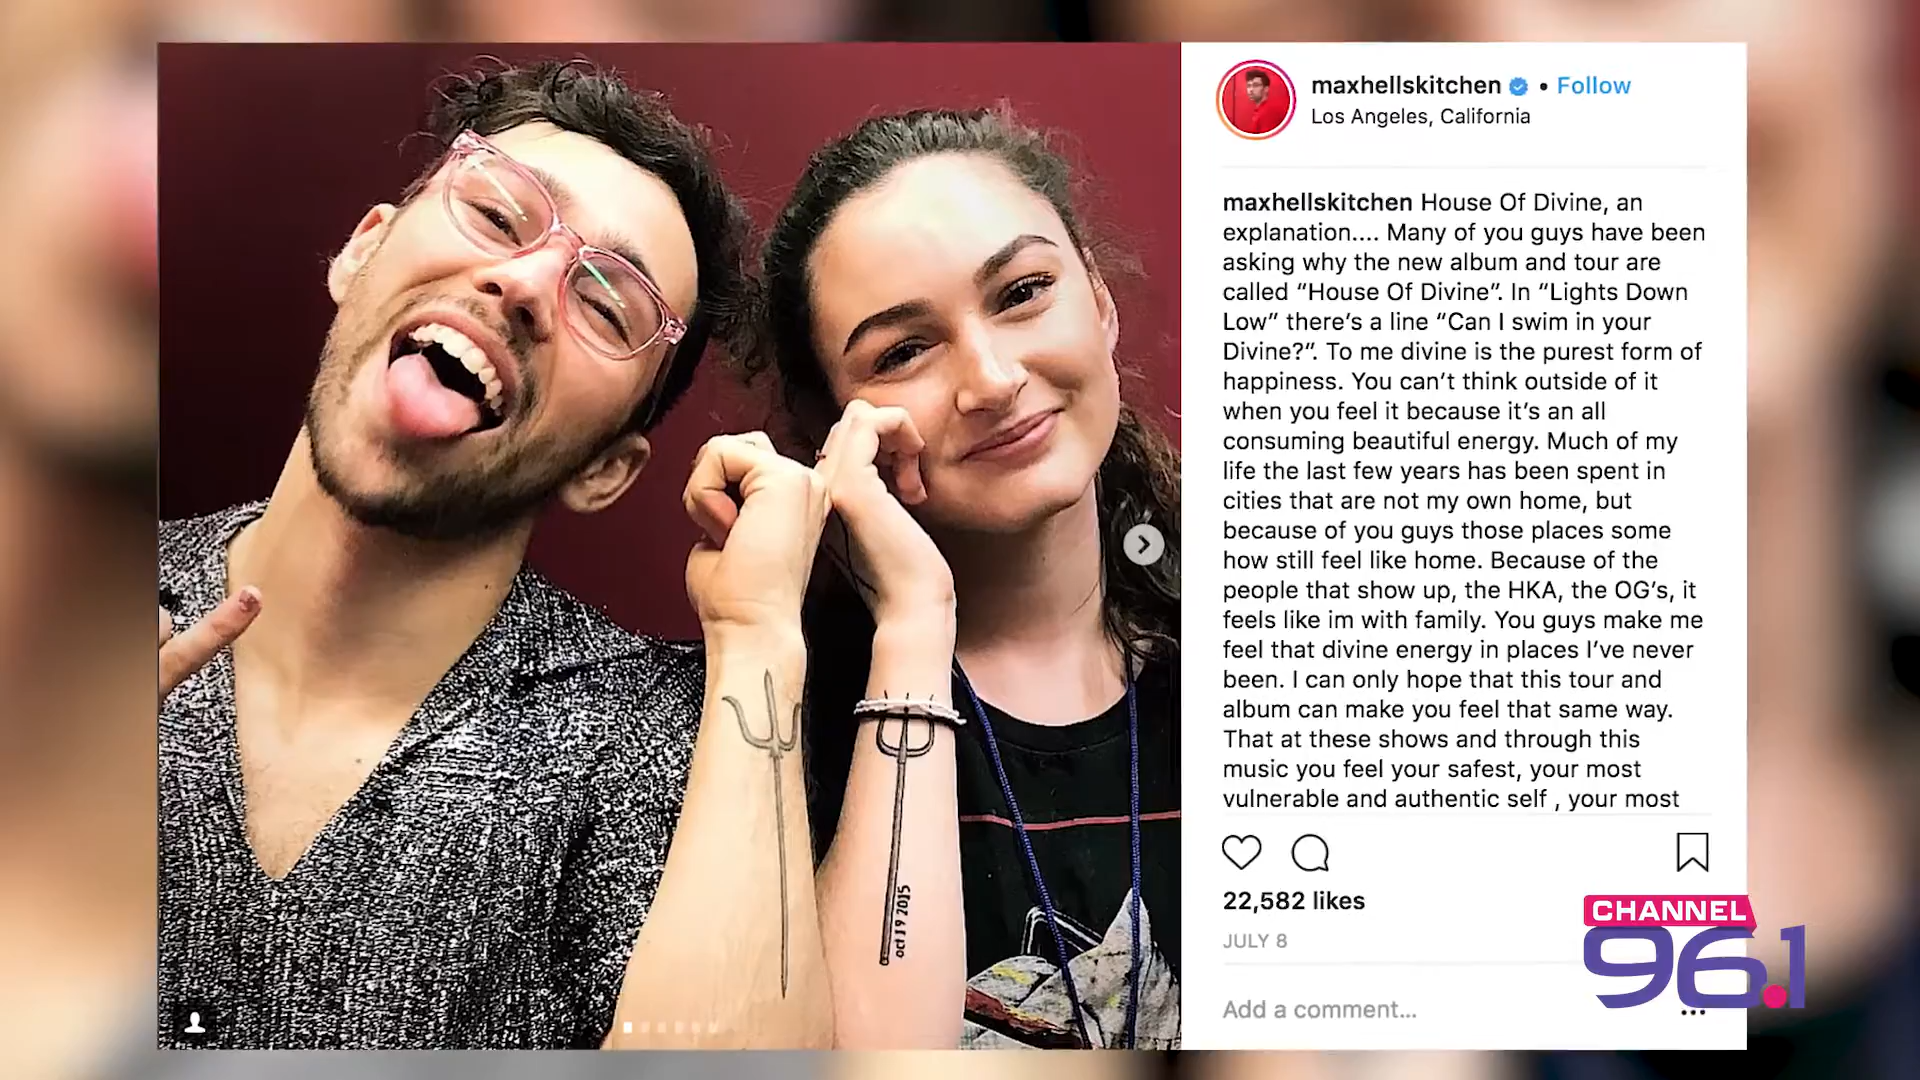 maxhellskitchen • Follow
Los Angeles, California
maxhellskitchen House Of Divine, an
explanation.... Many of you guys have been
asking why the new album and tour are
called “House Of Divine”. In “Lights Down
Low” there’s a line “Can I swim in your
Divine?”. To me divine is the purest form of
happiness. You can’t think outside of it
when you feel it because it’s an all
consuming beautiful energy. Much of my
life the last few years has been spent in
cities that are not my own home, but
because of you guys those places some
how still feel like home. Because of the
people that show up, the HKA, the OG’s, it
feels like im with family. You guys make me
feel that divine energy in places I’ve never
been. I can only hope that this tour and
album can make you feel that same way.
That at these shows and through this
music you feel your safest, your most
vulnerable and authentic self , your most
22,582 likes
JULY 8
Add a comment...
CHANNEL
96.1
oct 19 2015